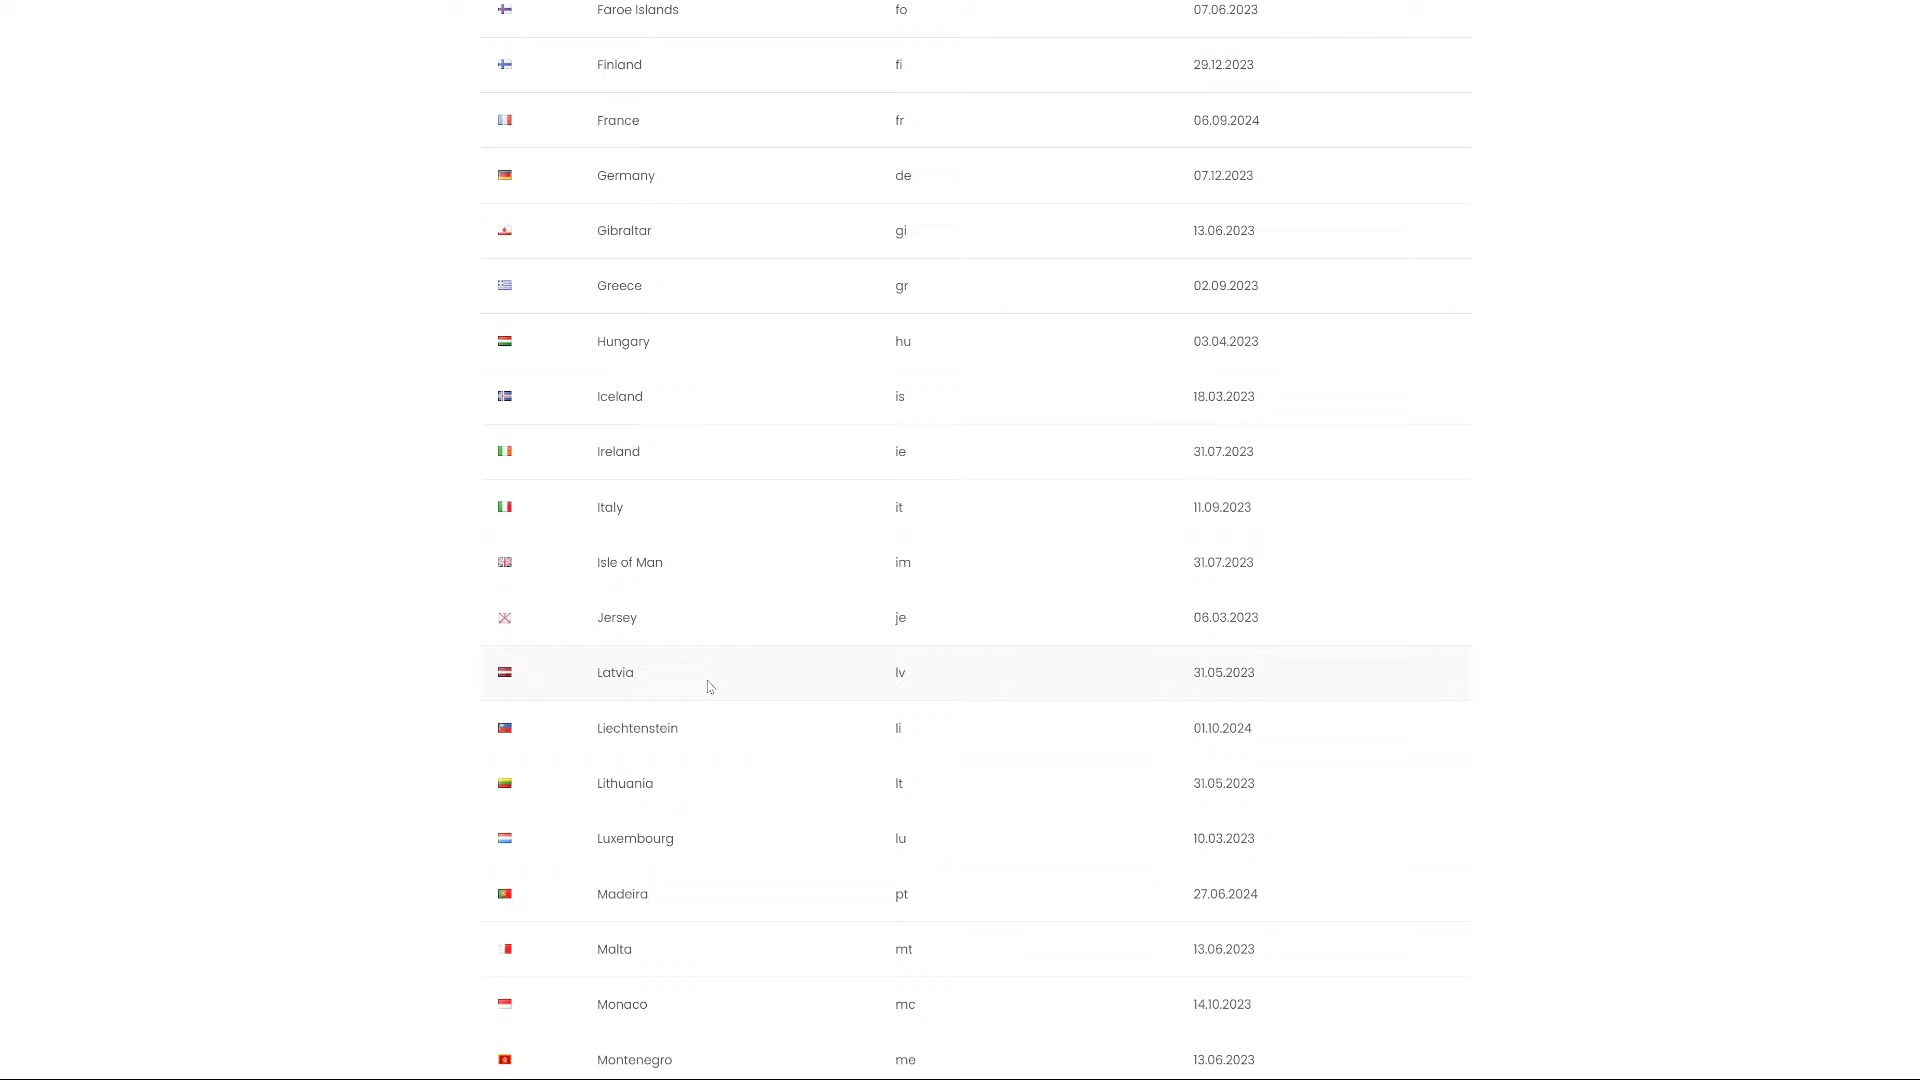 Faroe Islands fo 07.06.2023
Finland fi 29.12.2023
France fr 06.09.2024
Germany de 07.12.2023
Gibraltar gi 13.06.2023
Greece gr 02.09.2023
Hungary hu 03.04.2023
Iceland is 18.03.2023
Ireland ie 31.07.2023
Italy it 11.09.2023
Isle of Man im 31.07.2023
Jersey je 06.03.2023
Latvia lv 31.05.2023
Liechtenstein li 01.10.2024
Lithuania lt 31.05.2023
Luxembourg lu 10.03.2023
Madeira pt 27.06.2024
Malta mt 13.06.2023
Monaco mc 14.10.2023
Montenegro me 13.06.2023